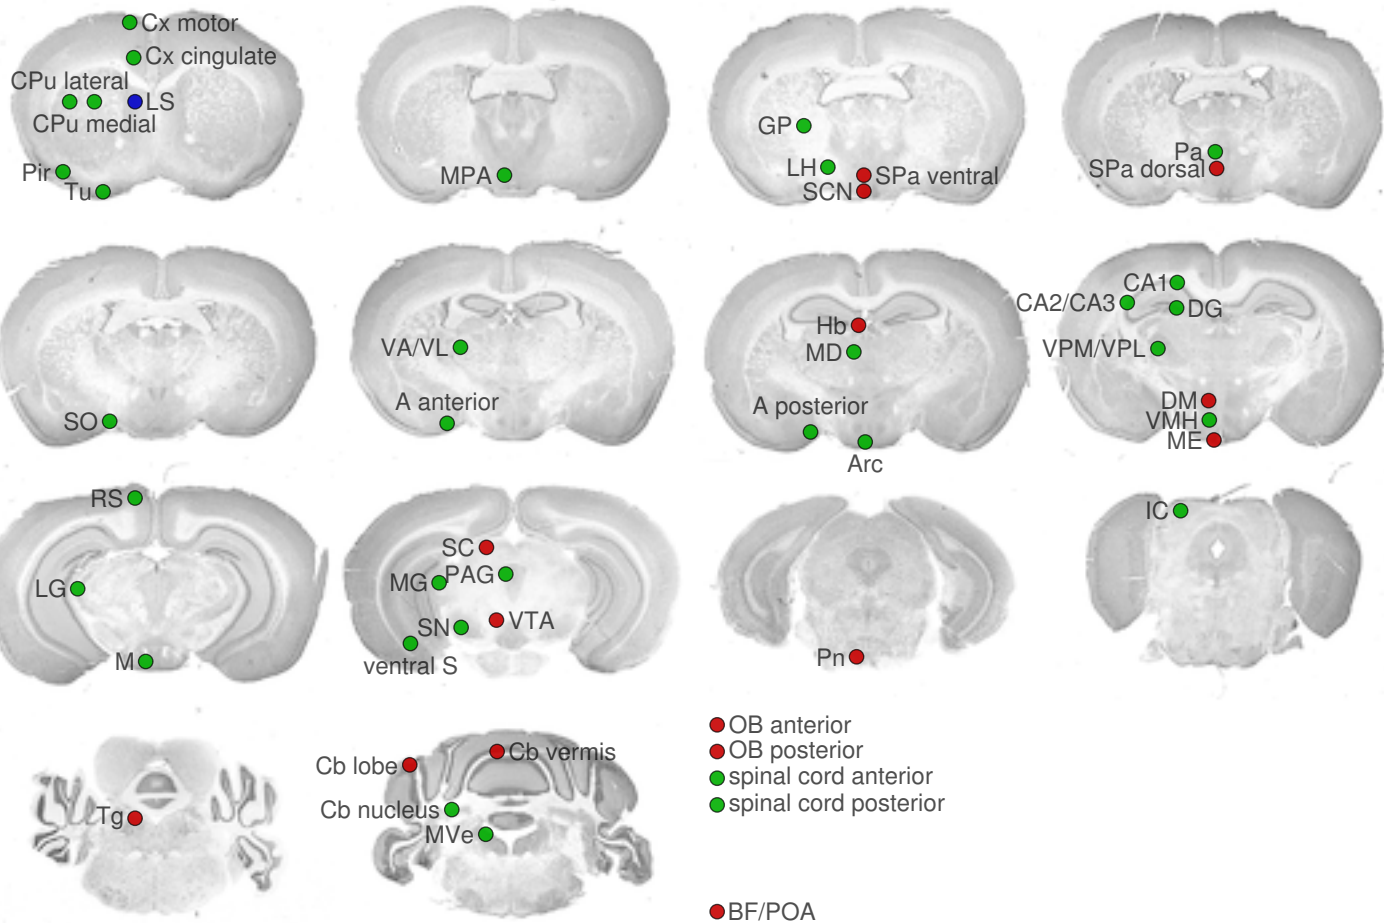 Cx motor
Cx cingulate
CPu lateral
LS
CPu medial
Pir
Tu
MPA
GP
LH
SPa ventral
SCN
Pa
SPa dorsal
SO
VA/VL
A anterior
Hb
MD
A posterior
Arc
CA1
CA2/CA3
DG
VPM/VPL
DM
VMH
ME
RS
LG
M
SC
MG
PAG
SN
VTA
ventral S
Pn
IC
Tg
Cb lobe
Cb vermis
Cb nucleus
MVe
OB anterior
OB posterior
spinal cord anterior
spinal cord posterior
BF/POA